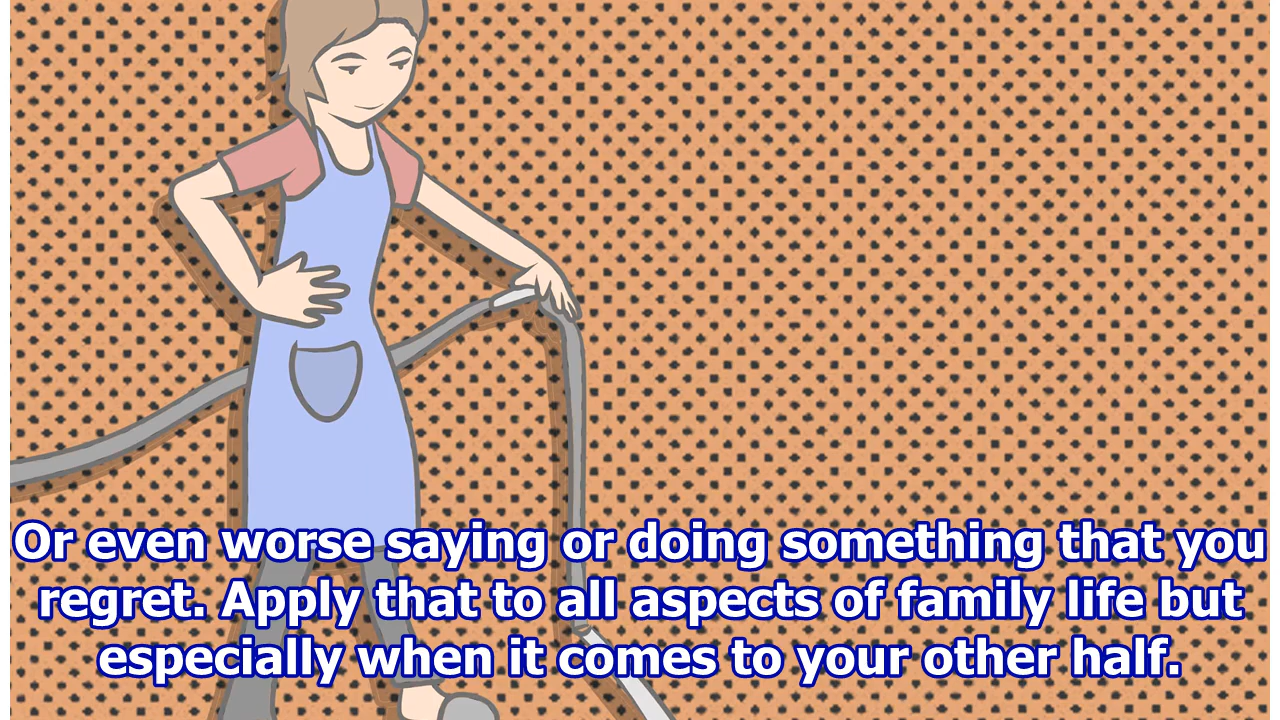 Or even worse saying or doing something that you
regret. Apply that to all aspects of family life but
especially when it comes to your other half.